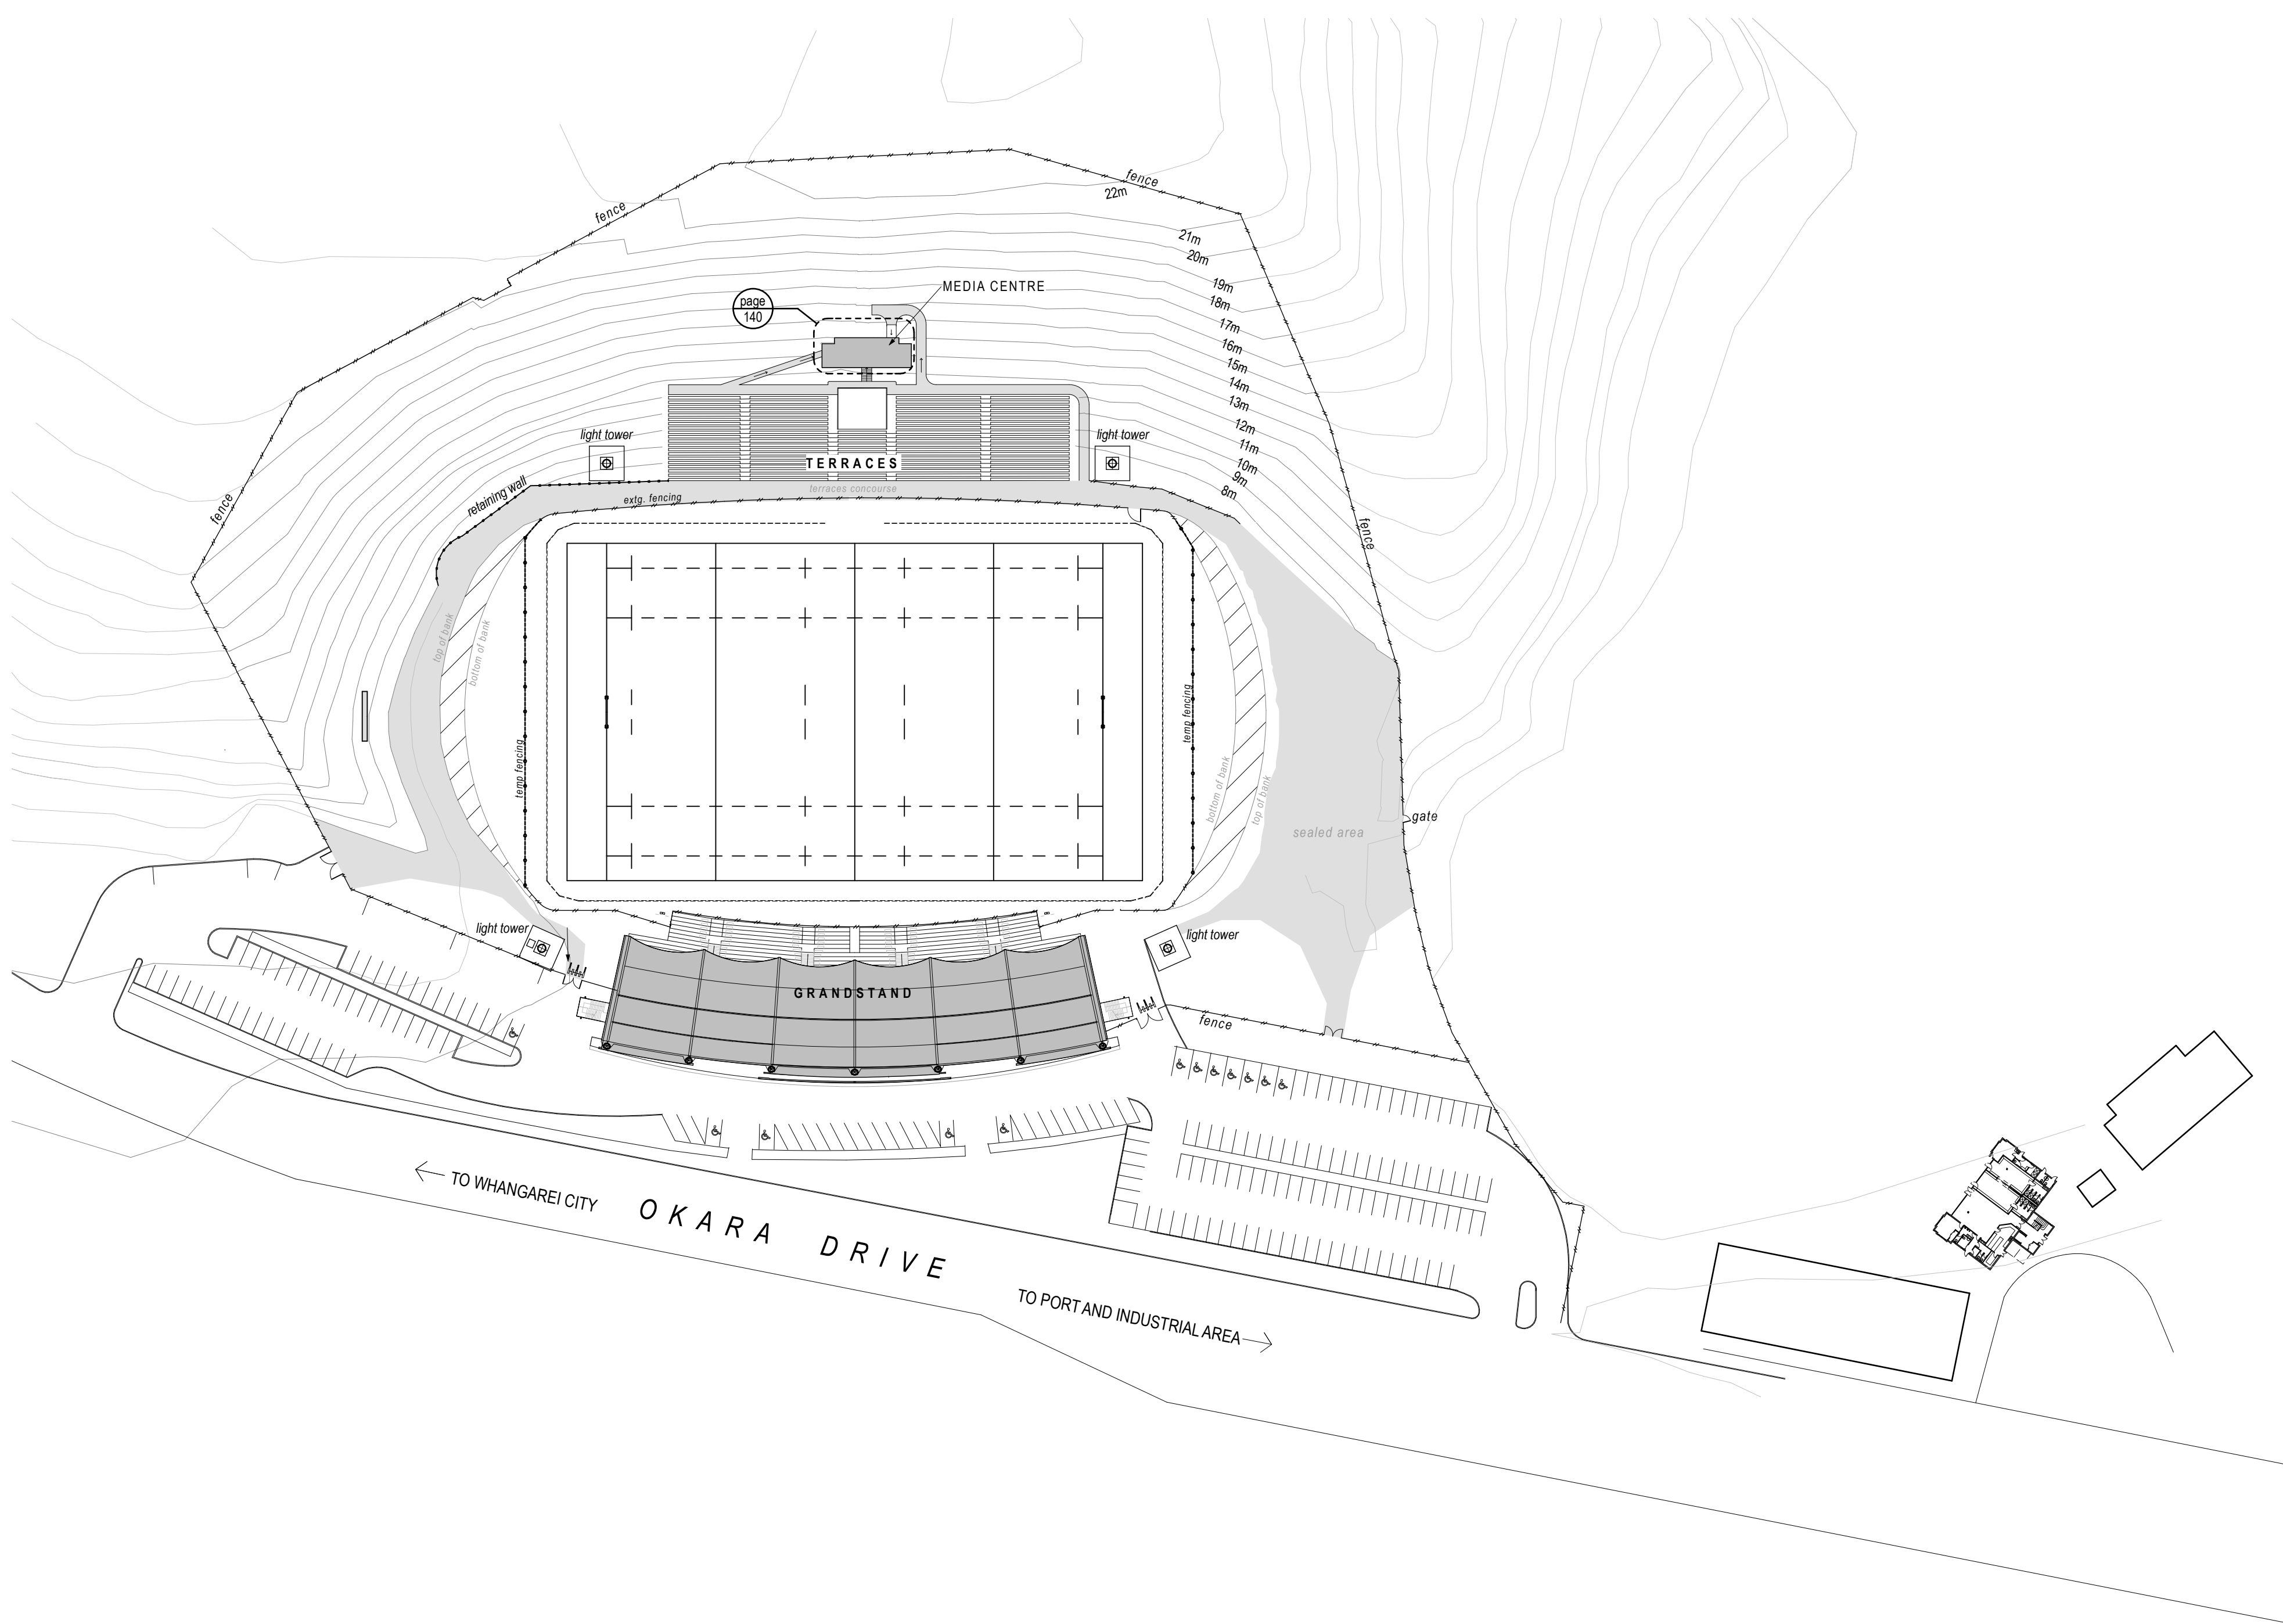 fence
22m
fence
21m
20m
19m
18m
17m
16m
15m
14m
13m
12m
11m
10m
9m
8m
MEDIA CENTRE
page
140
light tower
light tower
TERRACES
terraces concourse
retaining wall
extg. fencing
fence
fence
top of bank
bottom of bank
temp fencing
temp fencing
bottom of bank
top of bank
sealed area
gate
light tower
light tower
GRANDSTAND
fence
TO WHANGAREI CITY
OKARA DRIVE
TO PORT AND INDUSTRIAL AREA